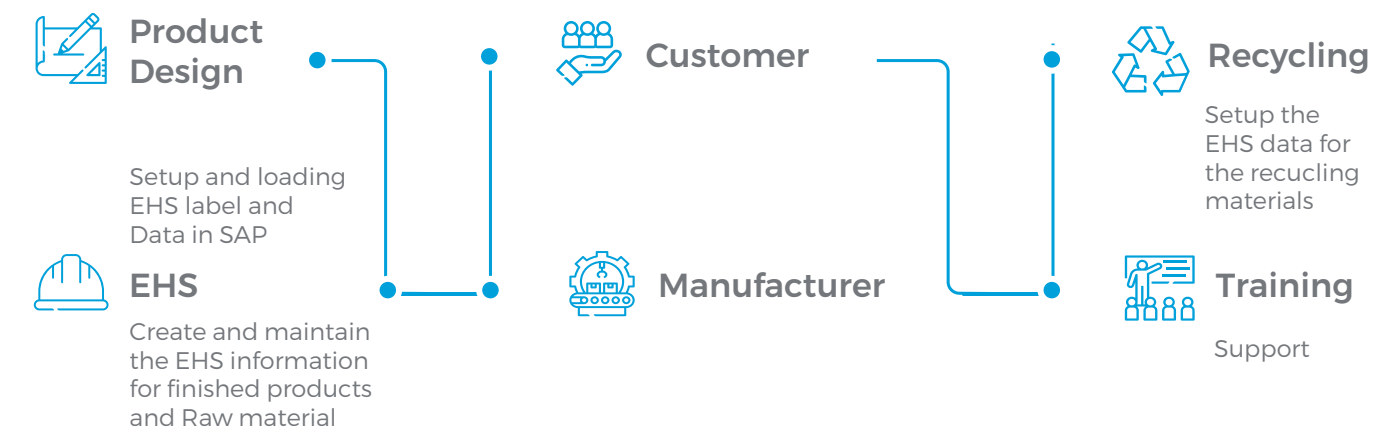 Product
Design
Setup and loading
EHS label and
Data in SAP
EHS
Create and maintain
the EHS information
for finished products
and Raw material
Customer
Manufacturer
Recycling
Setup the
EHS data for
the recucling
materials
Training
Support